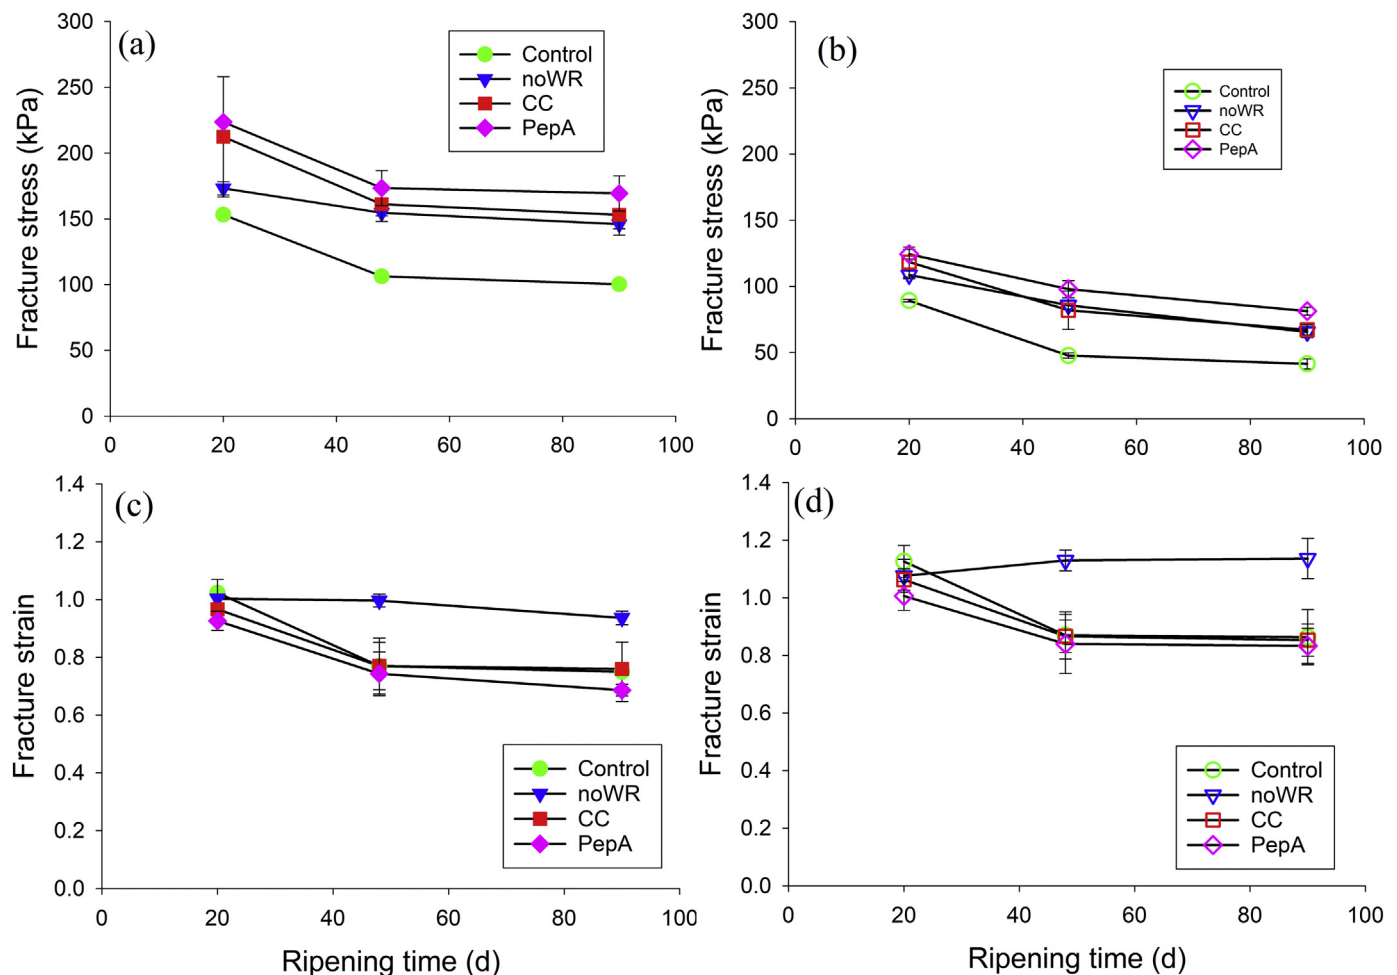 (a)
Fracture stress (kPa)
300
250
200
150
100
50
0
0 20 40 60 80 100
Control
noWR
CC
PepA
(b)
Fracture stress (kPa)
300
250
200
150
100
50
0
0 20 40 60 80 100
Control
noWR
CC
PepA
(c)
Fracture strain
1.4
1.2
1.0
0.8
0.6
0.4
0.2
0.0
0 20 40 60 80 100
Ripening time (d)
Control
noWR
CC
PepA
(d)
Fracture strain
1.4
1.2
1.0
0.8
0.6
0.4
0.2
0.0
0 20 40 60 80 100
Ripening time (d)
Control
noWR
CC
PepA